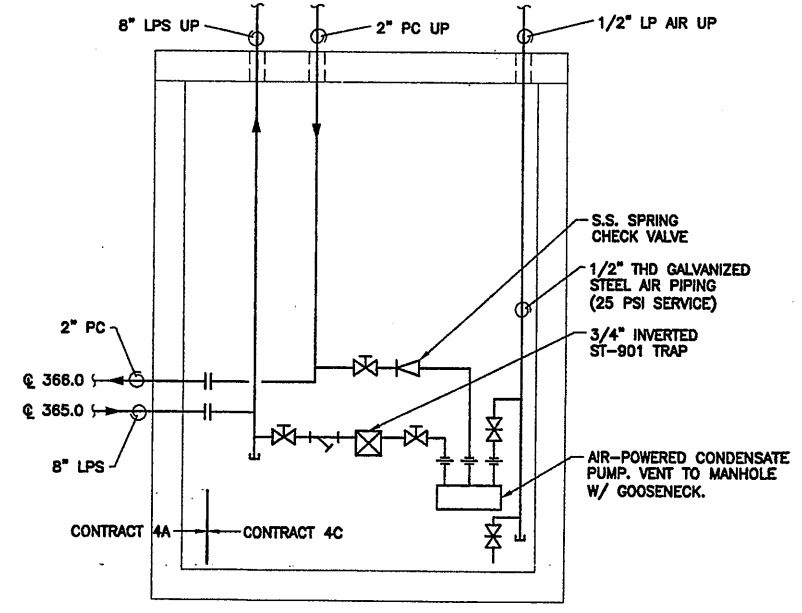 8" LPS UP
2" PC UP
1/2" LP AIR UP
S.S. SPRING
CHECK VALVE
1/2" THD GALVANIZED
STEEL AIR PIPING
(25 PSI SERVICE)
3/4" INVERTED
ST-901 TRAP
2" PC
℄ 366.0
℄ 365.0
8" LPS
AIR-POWERED CONDENSATE
PUMP. VENT TO MANHOLE
W/ GOOSENECK.
CONTRACT 4A
CONTRACT 4C